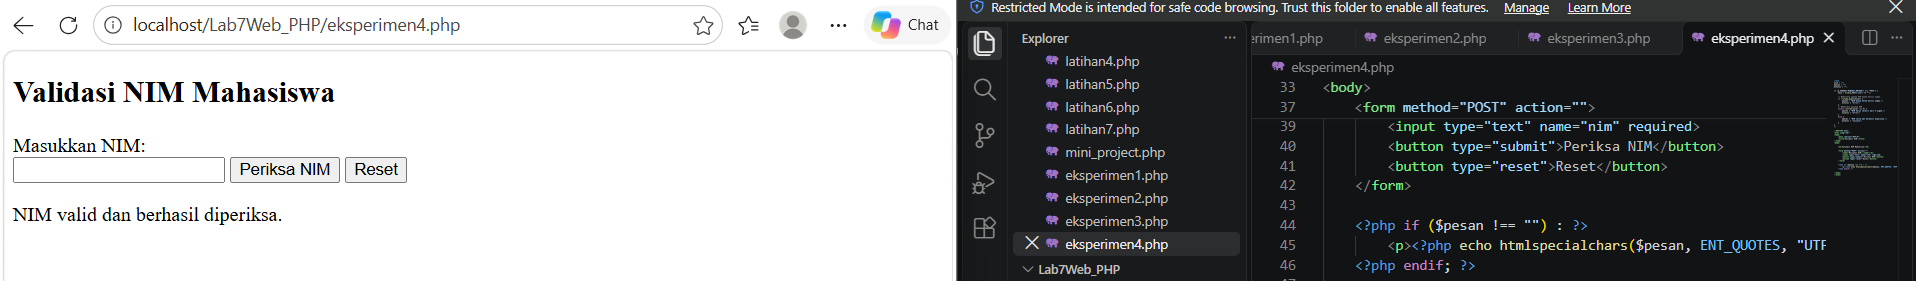 localhost/Lab7Web_PHP/eksperimen4.php
Chat
Validasi NIM Mahasiswa
Masukkan NIM:
Periksa NIM
Reset
NIM valid dan berhasil diperiksa.
Restricted Mode is intended for safe code browsing. Trust this folder to enable all features. Manage Learn More
Explorer
latihan4.php
latihan5.php
latihan6.php
latihan7.php
mini_project.php
eksperimen1.php
eksperimen2.php
eksperimen3.php
eksperimen4.php
Lab7Web_PHP
erimen1.php
eksperimen2.php
eksperimen3.php
eksperimen4.php
eksperimen4.php
33 <body>
37 <form method="POST" action="">
39 <input type="text" name="nim" required>
40 <button type="submit">Periksa NIM</button>
41 <button type="reset">Reset</button>
42 </form>
43
44 <?php if ($pesan !== "") : ?>
45 <p><?php echo htmlspecialchars($pesan, ENT_QUOTES, "UTF
46 <?php endif; ?>